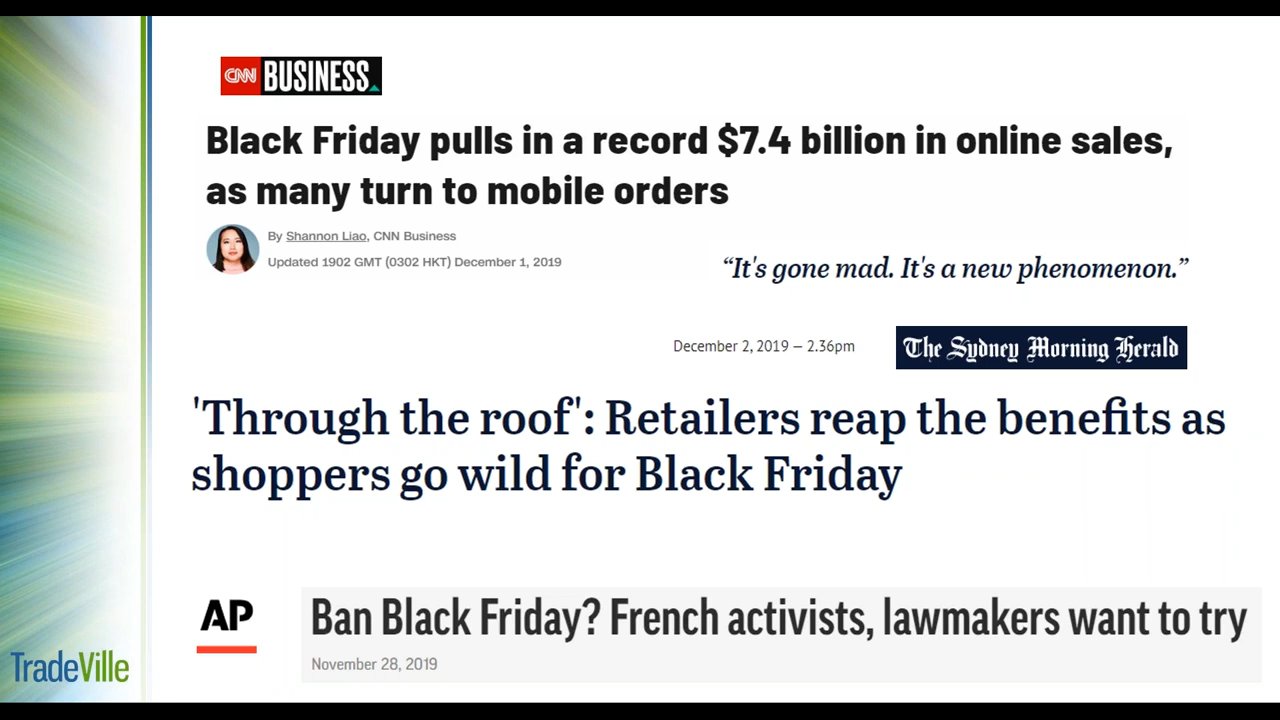 CNN BUSINESS
Black Friday pulls in a record $7.4 billion in online sales,
as many turn to mobile orders
By Shannon Liao, CNN Business
Updated 1902 GMT (0302 HKT) December 1, 2019
“It's gone mad. It's a new phenomenon.”
December 2, 2019 – 2.36pm
The Sydney Morning Herald
'Through the roof': Retailers reap the benefits as
shoppers go wild for Black Friday
AP
Ban Black Friday? French activists, lawmakers want to try
November 28, 2019
TradeVille